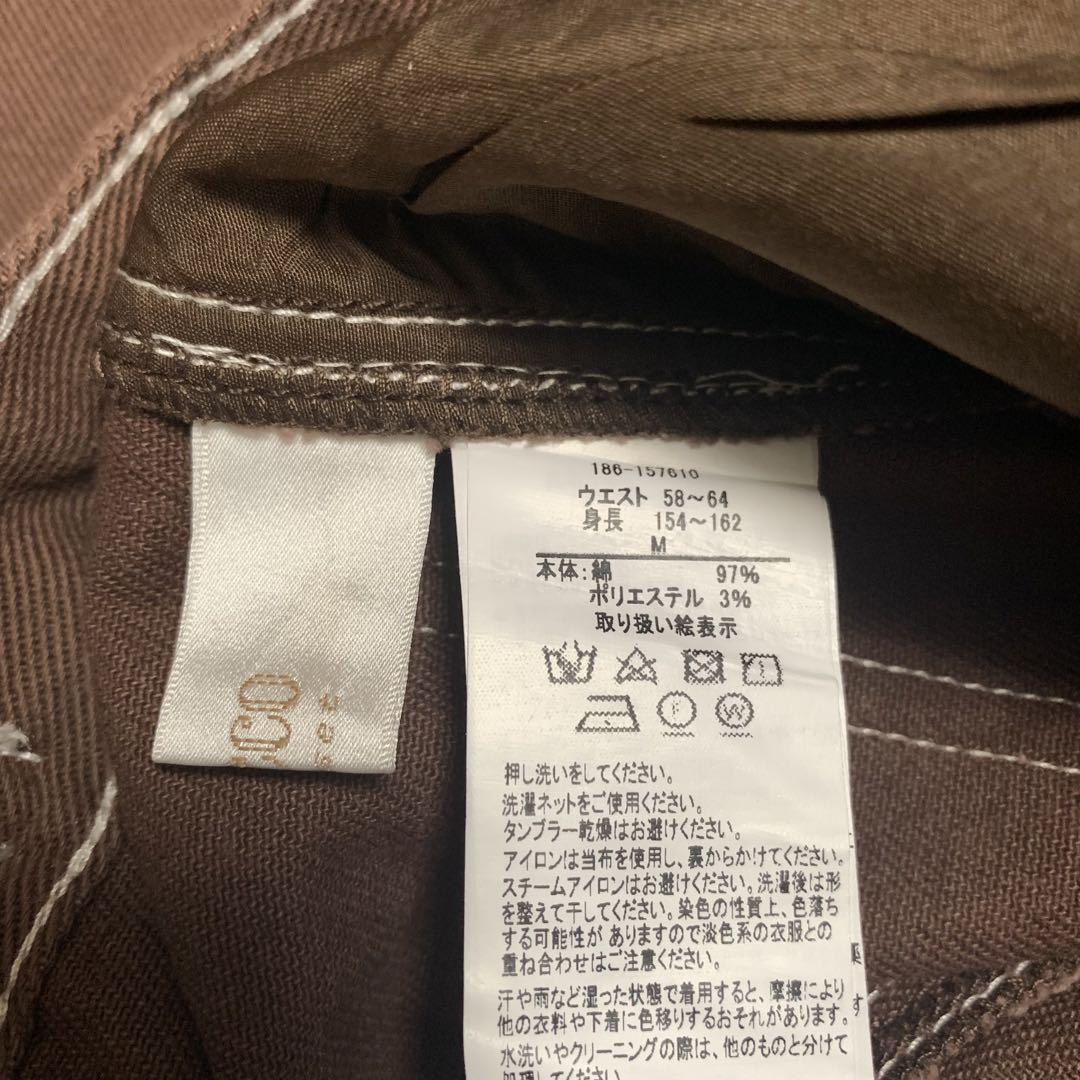 186-157610
ウエスト 58～64
身長 154～162
M
本体：綿 97%
ポリエステル 3%
取り扱い絵表示
F W
押し洗いをしてください。
洗濯ネットをご使用ください。
タンブラー乾燥はお避けください。
アイロンは当布を使用し、裏からかけてください。
スチームアイロンはお避けください。洗濯後は形
を整えて干してください。染色の性質上、色落ち
する可能性が ありますので淡色系の衣服との
重ね合わせはご注意ください。
汗や雨など湿った状態で着用すると、摩擦により
他の衣料や下着に色移りするおそれがあります。
水洗いやクリーニングの際は、他のものと分けて
処理してください。